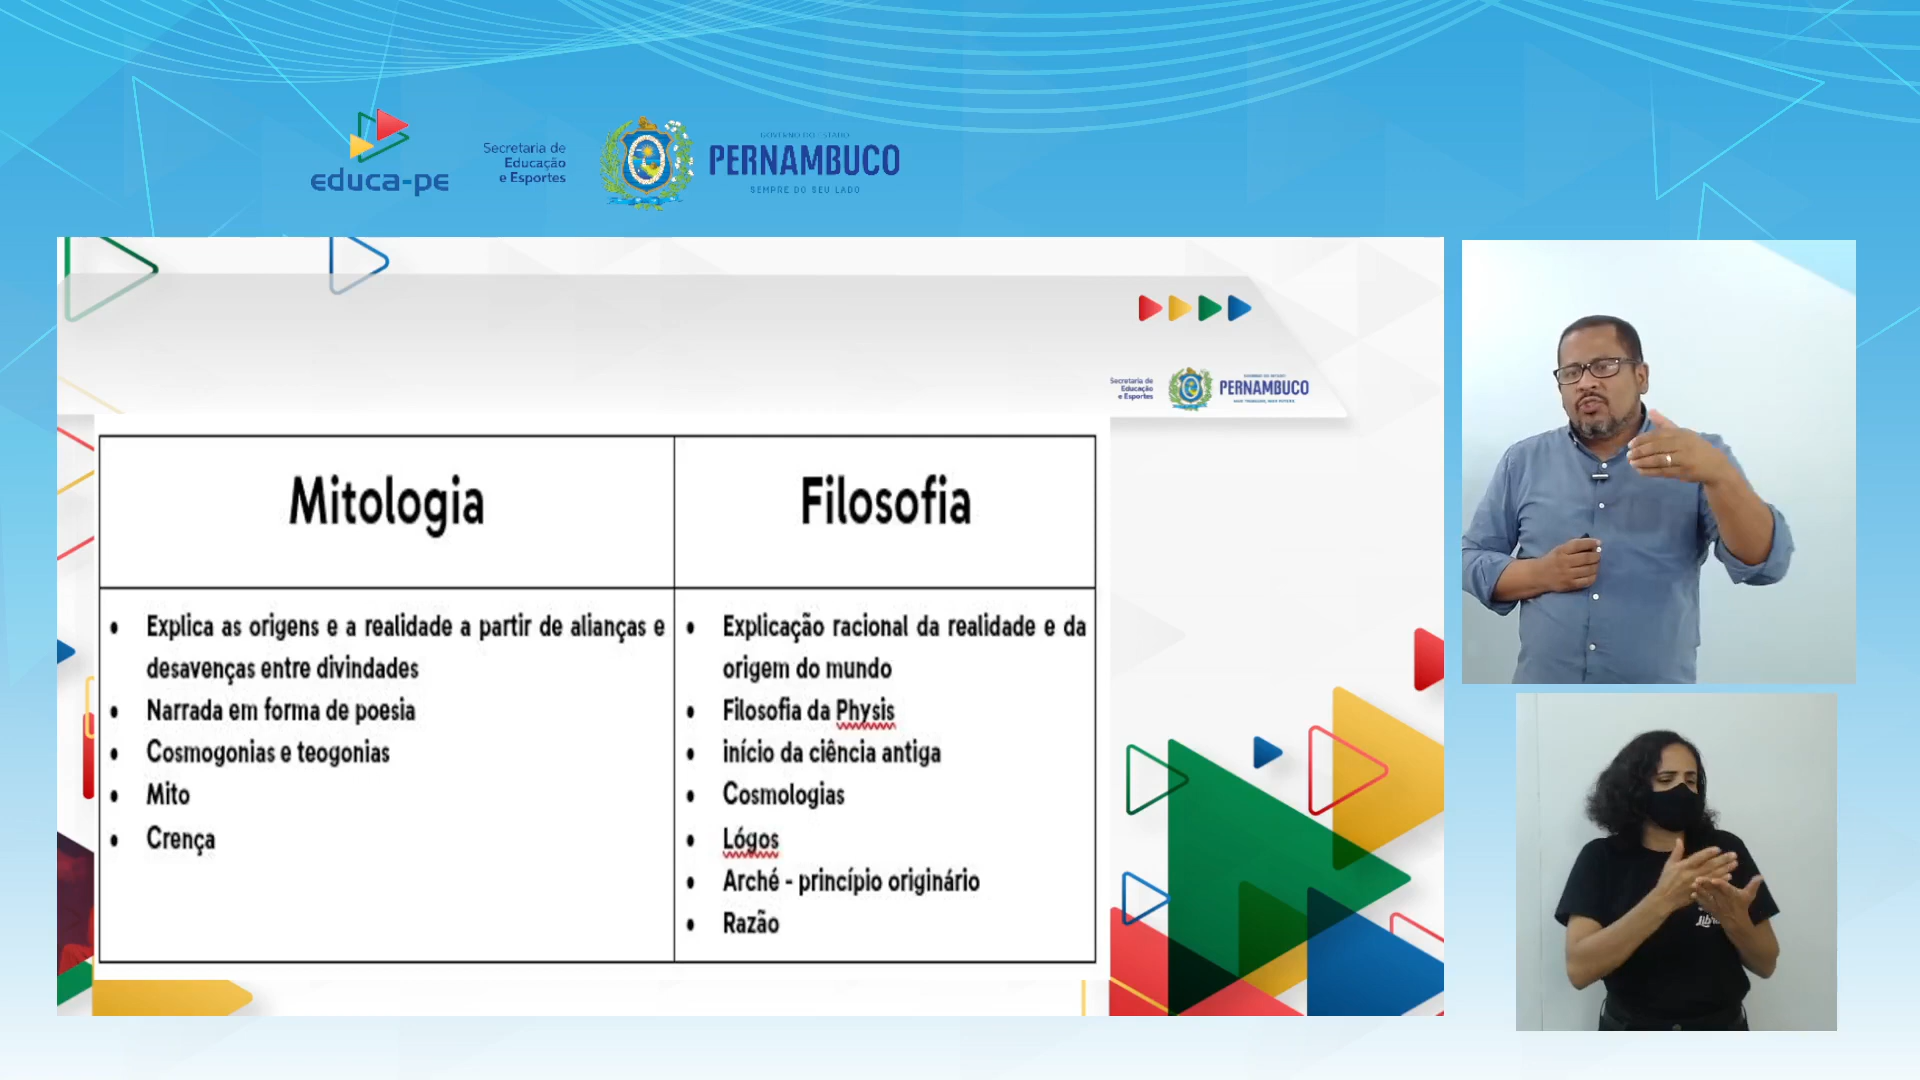 educa-pe
Secretaria de
Educação
e Esportes
GOVERNO DO ESTADO
PERNAMBUCO
SEMPRE DO SEU LADO
Secretaria de
Educação
e Esportes
PERNAMBUCO
Mitologia
Filosofia
• Explica as origens e a realidade a partir de alianças e
desavenças entre divindades
• Narrada em forma de poesia
• Cosmogonias e teogonias
• Mito
• Crença
• Explicação racional da realidade e da
origem do mundo
• Filosofia da Physis
• início da ciência antiga
• Cosmologias
• Lógos
• Arché - princípio originário
• Razão